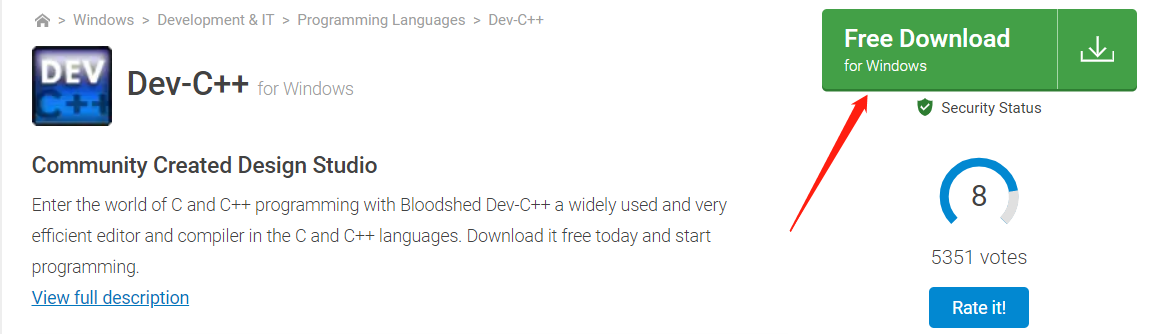 > Windows > Development & IT > Programming Languages > Dev-C++
Free Download
for Windows
DEV
C++
Dev-C++ for Windows
Security Status
Community Created Design Studio
8
Enter the world of C and C++ programming with Bloodshed Dev-C++ a widely used and very
efficient editor and compiler in the C and C++ languages. Download it free today and start
programming.
5351 votes
View full description
Rate it!